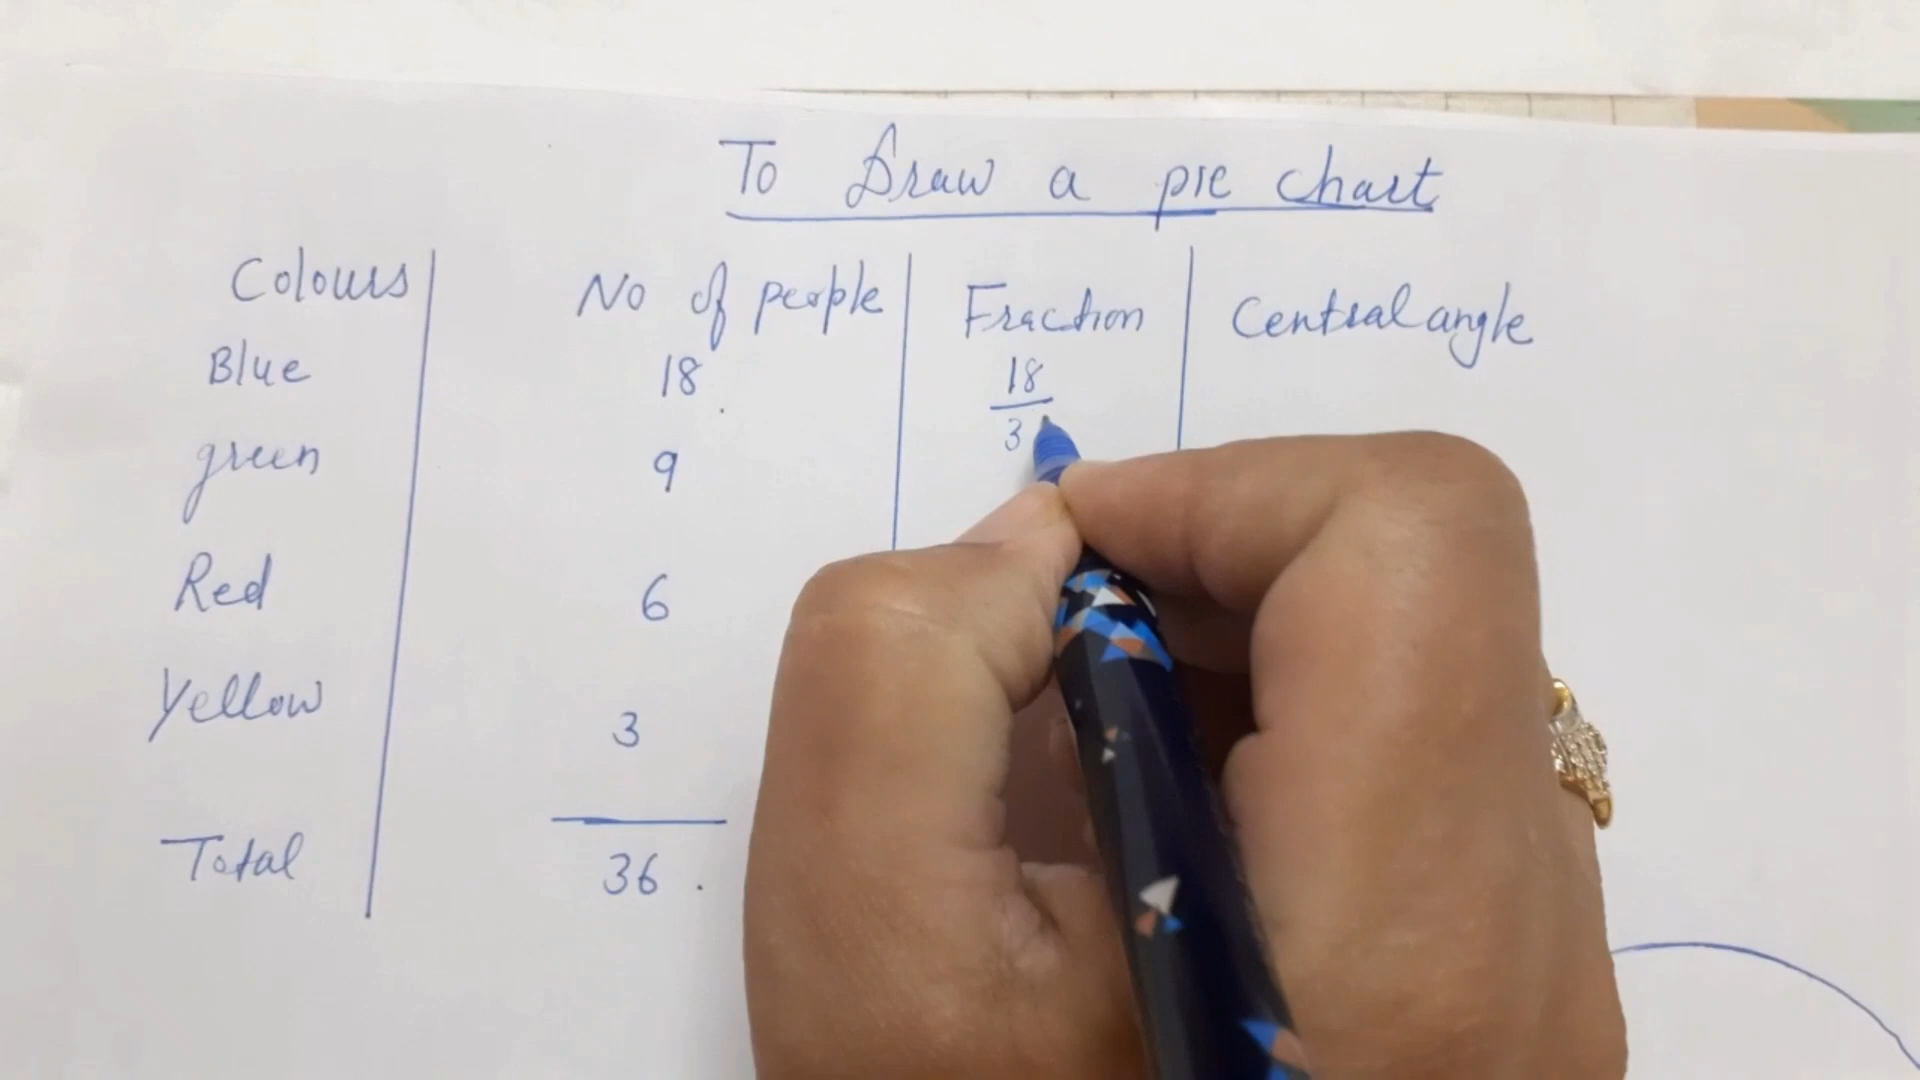 To Draw a pie chart
Colours No of people Fraction Central angle
Blue 18 18
3
green 9
Red 6
Yellow 3
Total 36